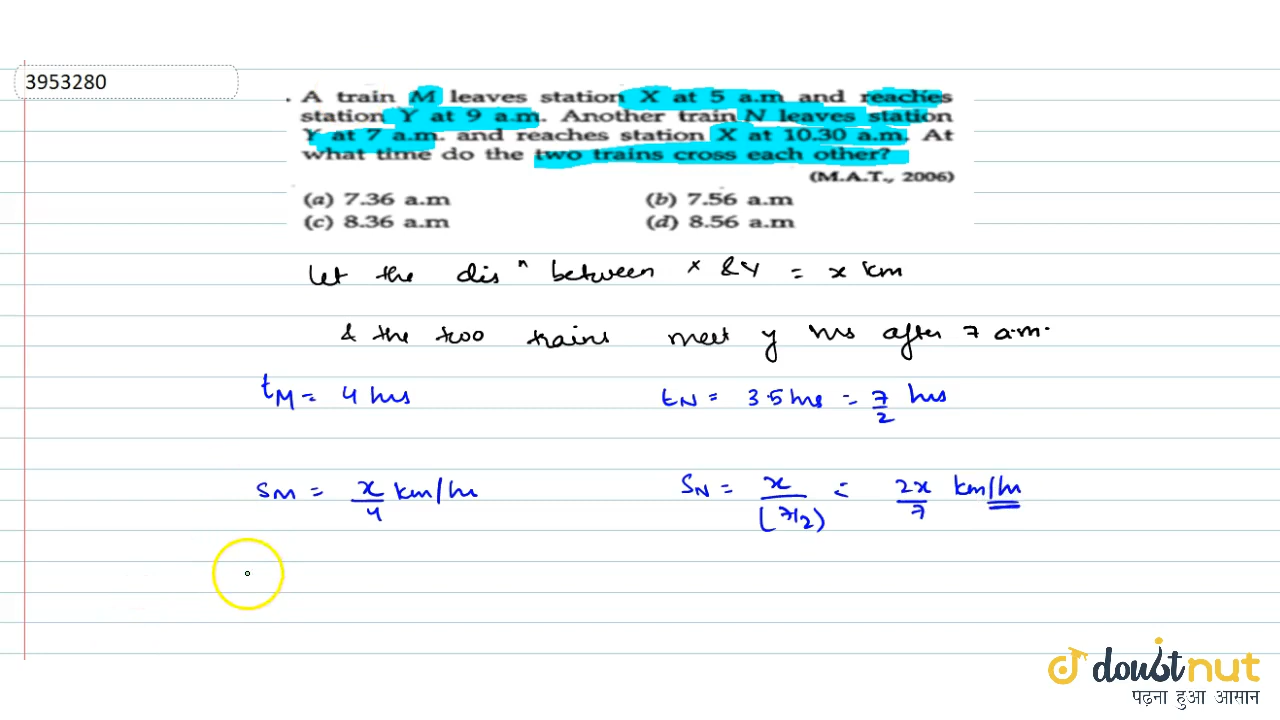 3953280
. A train M leaves station X at 5 a.m and reaches
station Y at 9 a.m. Another train N leaves station
Y at 7 a.m. and reaches station X at 10.30 a.m. At
what time do the two trains cross each other?
(M.A.T., 2006)
(a) 7.36 a.m (b) 7.56 a.m
(c) 8.36 a.m (d) 8.56 a.m
Let the disⁿ between X & Y = x km
& the two trains meet y hrs after 7 a.m.
tM = 4 hrs tN = 3.5 hrs = 7/2 hrs
SM = x/4 km/hr SN = x/(7/2) = 2x/7 km/hr
doubtnut
पढ़ना हुआ आसान